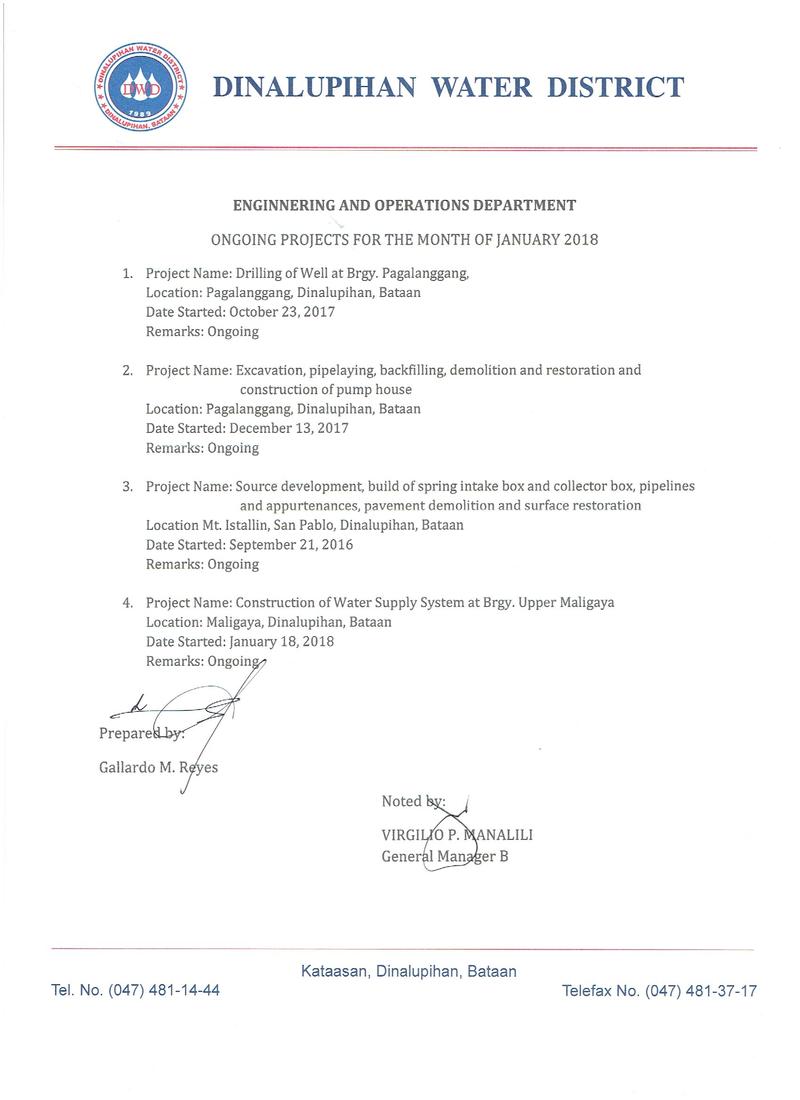 DINALUPIHAN WATER DISTRICT
DWD
1989
DINALUPIHAN, BATAAN
DINALUPIHAN WATER DISTRICT
ENGINNERING AND OPERATIONS DEPARTMENT
ONGOING PROJECTS FOR THE MONTH OF JANUARY 2018
1. Project Name: Drilling of Well at Brgy. Pagalanggang,
Location: Pagalanggang, Dinalupihan, Bataan
Date Started: October 23, 2017
Remarks: Ongoing
2. Project Name: Excavation, pipelaying, backfilling, demolition and restoration and
construction of pump house
Location: Pagalanggang, Dinalupihan, Bataan
Date Started: December 13, 2017
Remarks: Ongoing
3. Project Name: Source development, build of spring intake box and collector box, pipelines
and appurtenances, pavement demolition and surface restoration
Location Mt. Istallin, San Pablo, Dinalupihan, Bataan
Date Started: September 21, 2016
Remarks: Ongoing
4. Project Name: Construction of Water Supply System at Brgy. Upper Maligaya
Location: Maligaya, Dinalupihan, Bataan
Date Started: January 18, 2018
Remarks: Ongoing
Prepared by:
Gallardo M. Reyes
Noted by:
VIRGILIO P. MANALILI
General Manager B
Kataasan, Dinalupihan, Bataan
Tel. No. (047) 481-14-44
Telefax No. (047) 481-37-17